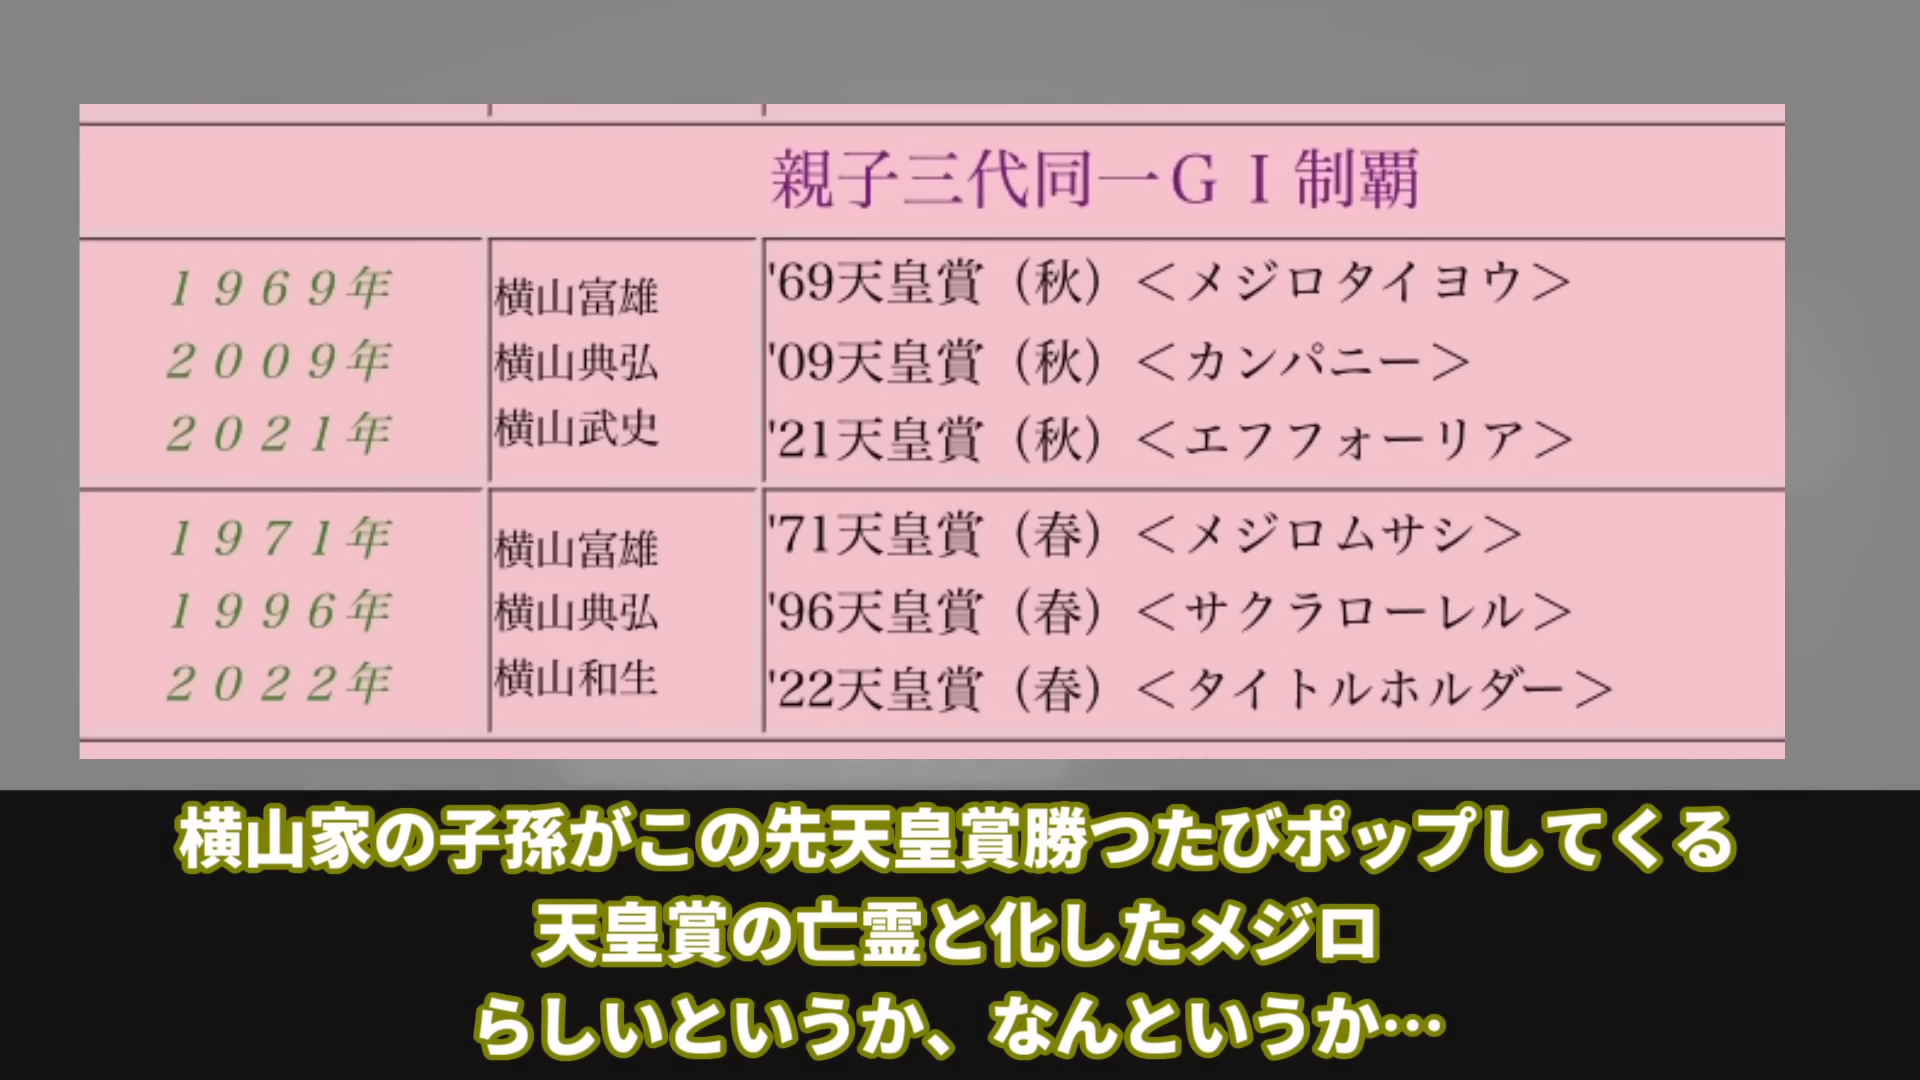 親子三代同一ＧＩ制覇
１９６９年 横山富雄 '69天皇賞（秋）＜メジロタイヨウ＞
２００９年 横山典弘 '09天皇賞（秋）＜カンパニー＞
２０２１年 横山武史 '21天皇賞（秋）＜エフフォーリア＞
１９７１年 横山富雄 '71天皇賞（春）＜メジロムサシ＞
１９９６年 横山典弘 '96天皇賞（春）＜サクラローレル＞
２０２２年 横山和生 '22天皇賞（春）＜タイトルホルダー＞
横山家の子孫がこの先天皇賞勝つたびポップしてくる
天皇賞の亡霊と化したメジロ
らしいというか、なんというか…